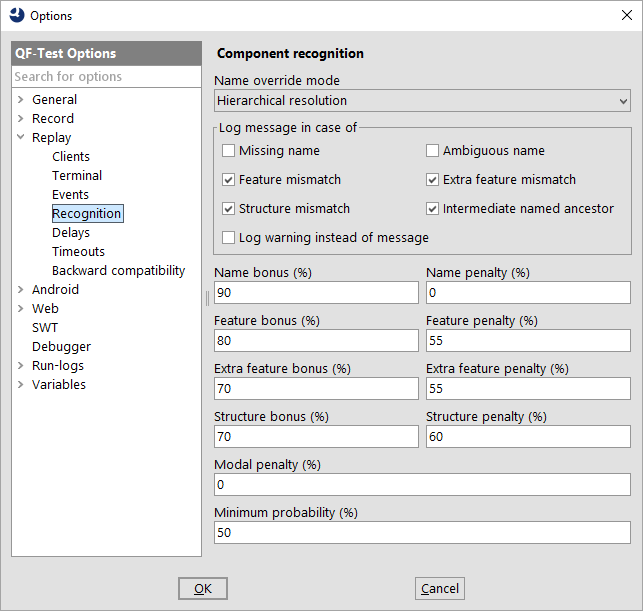 Options
QF-Test Options
Search for options
General
Record
Replay
Clients
Terminal
Events
Recognition
Delays
Timeouts
Backward compatibility
Android
Web
SWT
Debugger
Run-logs
Variables
Component recognition
Name override mode
Hierarchical resolution
Log message in case of
Missing name
Ambiguous name
Feature mismatch
Extra feature mismatch
Structure mismatch
Intermediate named ancestor
Log warning instead of message
Name bonus (%)
Name penalty (%)
90
0
Feature bonus (%)
Feature penalty (%)
80
55
Extra feature bonus (%)
Extra feature penalty (%)
70
55
Structure bonus (%)
Structure penalty (%)
70
60
Modal penalty (%)
0
Minimum probability (%)
50
OK
Cancel